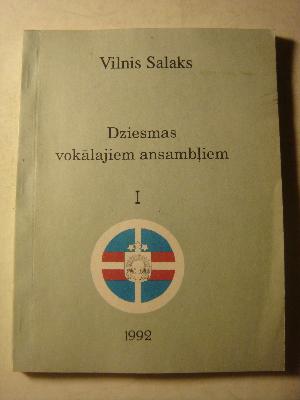 Vilnis Salaks
Dziesmas
vokālajiem ansambļiem
I
1992